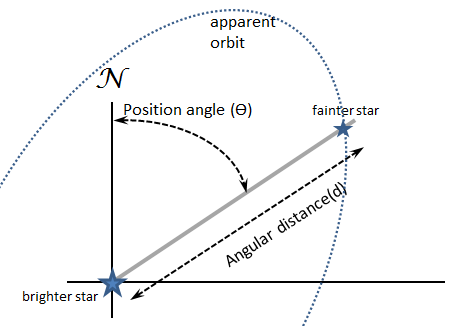 apparent
orbit
N
Position angle (Θ)
fainter star
Angular distance(d)
brighter star